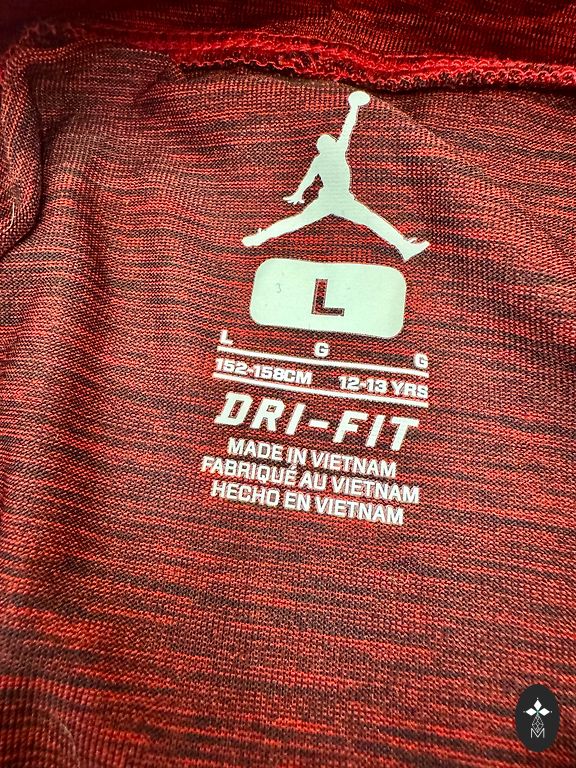 L
L G G
152-158CM 12-13 YRS
DRI-FIT
MADE IN VIETNAM
FABRIQUÉ AU VIETNAM
HECHO EN VIETNAM
M